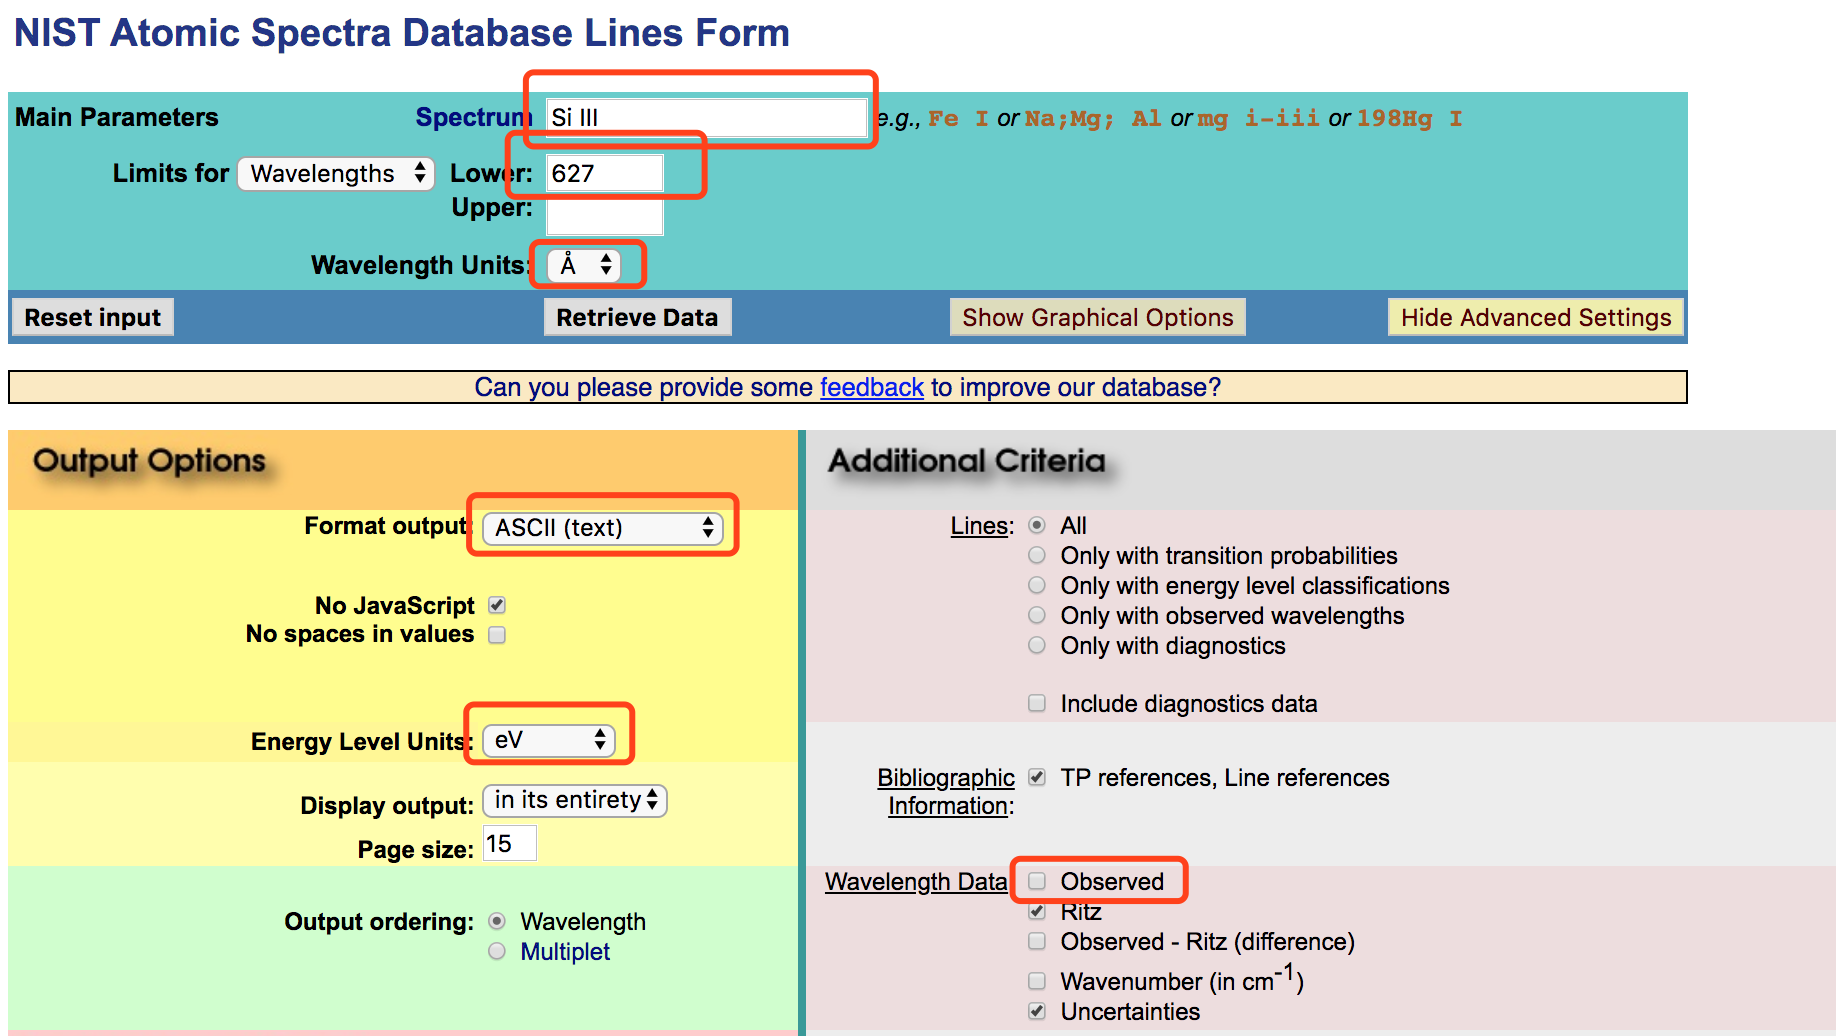 NIST Atomic Spectra Database Lines Form
Main Parameters Spectrum Si III e.g., Fe I or Na;Mg; Al or mg i-iii or 198Hg I
Limits for Wavelengths Lower: 627
Upper:
Wavelength Units: Å
Reset input Retrieve Data Show Graphical Options Hide Advanced Settings
Can you please provide some feedback to improve our database?
Output Options
Format output: ASCII (text)
No JavaScript
No spaces in values
Energy Level Units: eV
Display output: in its entirety
Page size: 15
Output ordering: Wavelength
Multiplet
Additional Criteria
Lines: All
Only with transition probabilities
Only with energy level classifications
Only with observed wavelengths
Only with diagnostics
Include diagnostics data
Bibliographic TP references, Line references
Information:
Wavelength Data Observed
Ritz
Observed - Ritz (difference)
Wavenumber (in cm-1)
Uncertainties